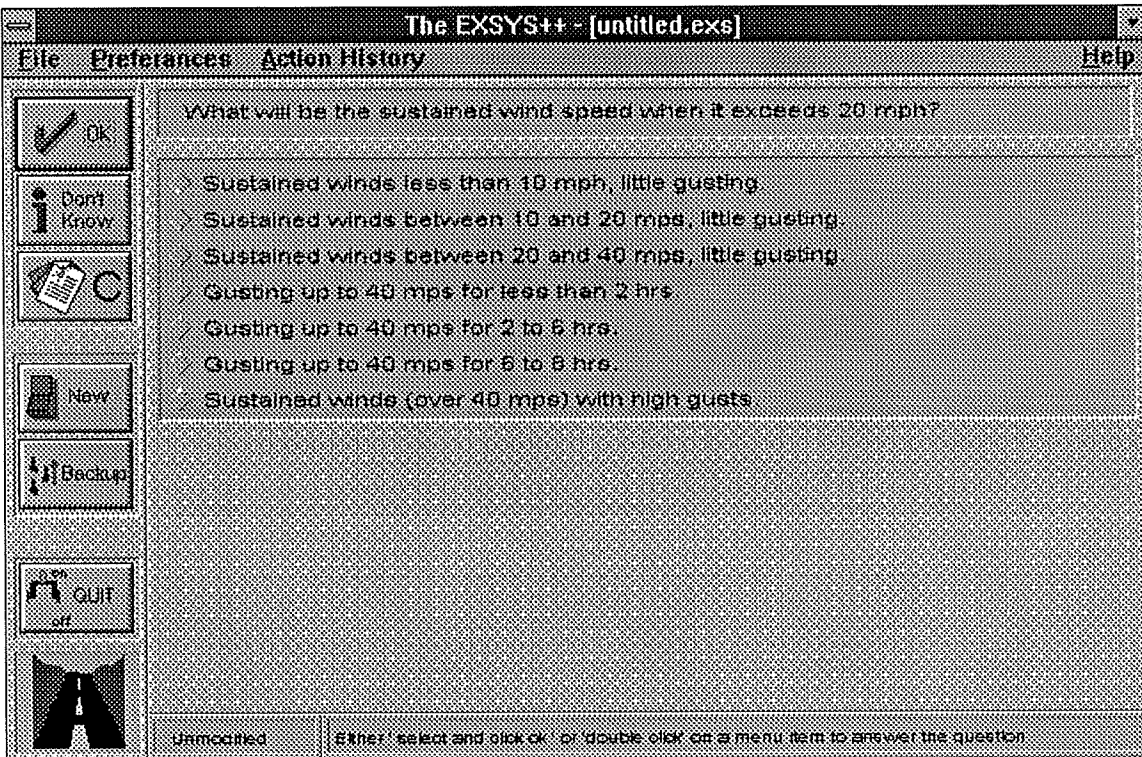 The EXSYS++ - [untitled.exs]
File Preferances Action History Help
What will be the sustained wind speed when it exceeds 20 mph?
OK
Don't
Know
C
New
Backup
on
QUIT
off
Sustained winds less than 10 mph, little gusting
Sustained winds between 10 and 20 mps, little gusting
Sustained winds between 20 and 40 mps, little gusting
Gusting up to 40 mps for less than 2 hrs
Gusting up to 40 mps for 2 to 6 hrs.
Gusting up to 40 mps for 6 to 8 hrs.
Sustained winds (over 40 mps) with high gusts
Unmodified
Either ' select and click ok ' or 'double click' on a menu item to answer the question